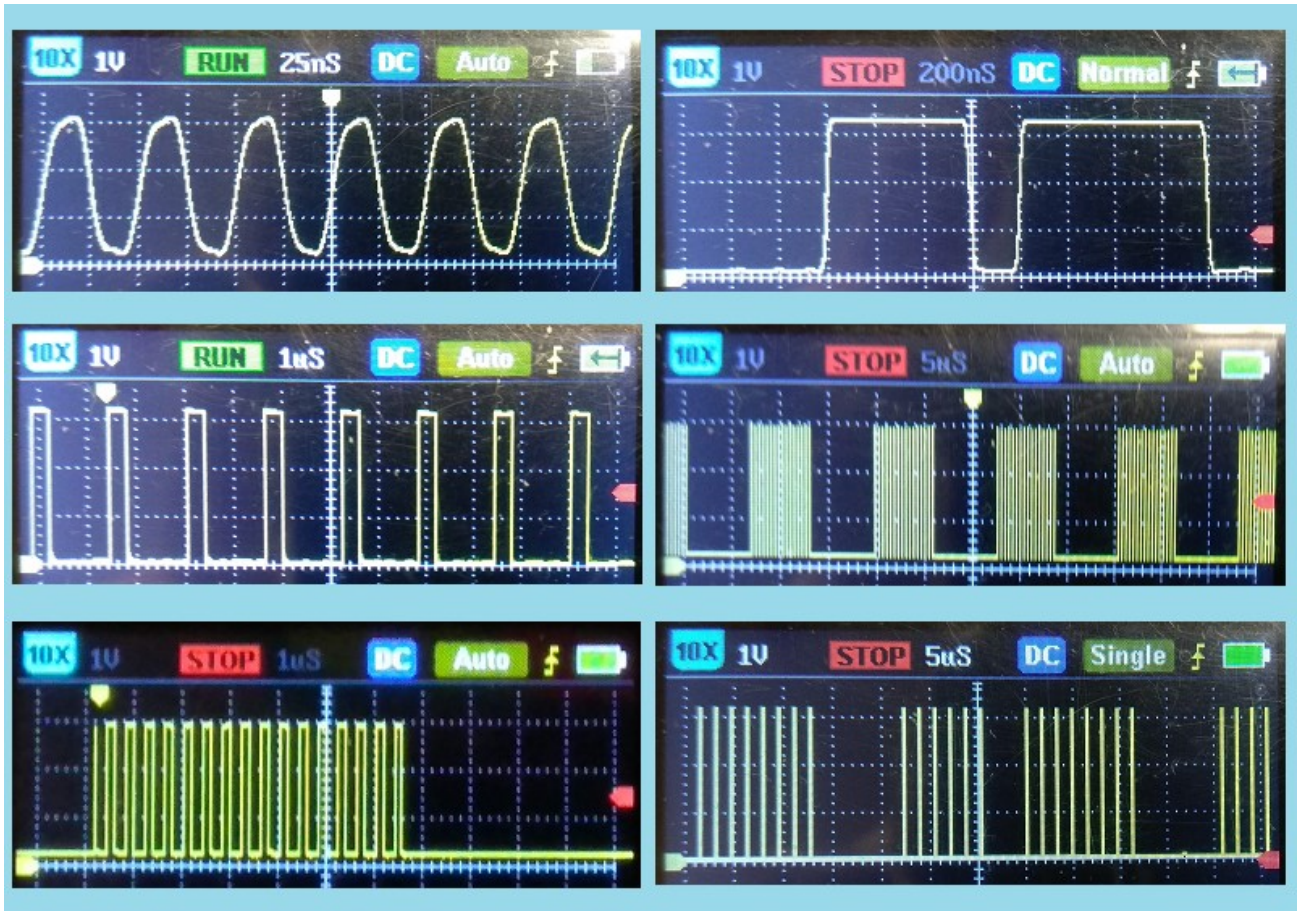 10X 1V RUN 25nS DC Auto
10X 1V STOP 200nS DC Normal
10X 1V RUN 1uS DC Auto
10X 1V STOP 5uS DC Auto
10X 1V STOP 1uS DC Auto
10X 1V STOP 5uS DC Single